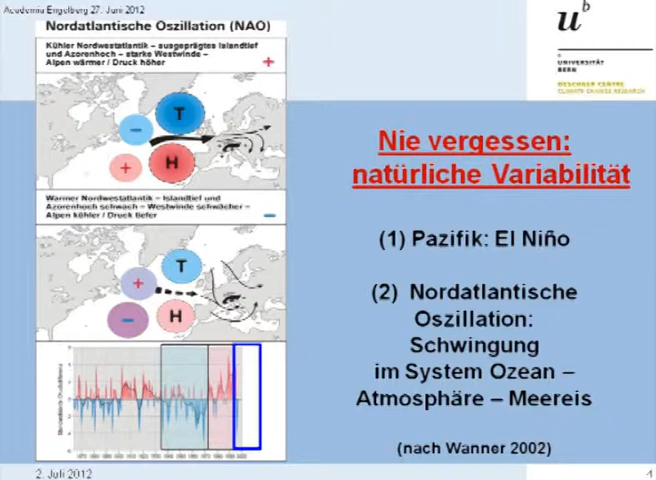 Academia Engelberg 27. Juni 2012
Nordatlantische Oszillation (NAO)
Kühler Nordwestatlantik – ausgeprägtes Islandtief
und Azorenhoch – starke Westwinde –
Alpen wärmer / Druck höher
+
T
–
H
+
Warmer Nordwestatlantik – Islandtief und
Azorenhoch schwach – Westwinde schwächer –
Alpen kühler / Druck tiefer
–
T
+
–
H
u b
b
UNIVERSITÄT
BERN
OESCHGER CENTRE
CLIMATE CHANGE RESEARCH
Nie vergessen:
natürliche Variabilität
(1) Pazifik: El Niño
(2) Nordatlantische
Oszillation:
Schwingung
im System Ozean –
Atmosphäre – Meereis
(nach Wanner 2002)
2. Juli 2012
4